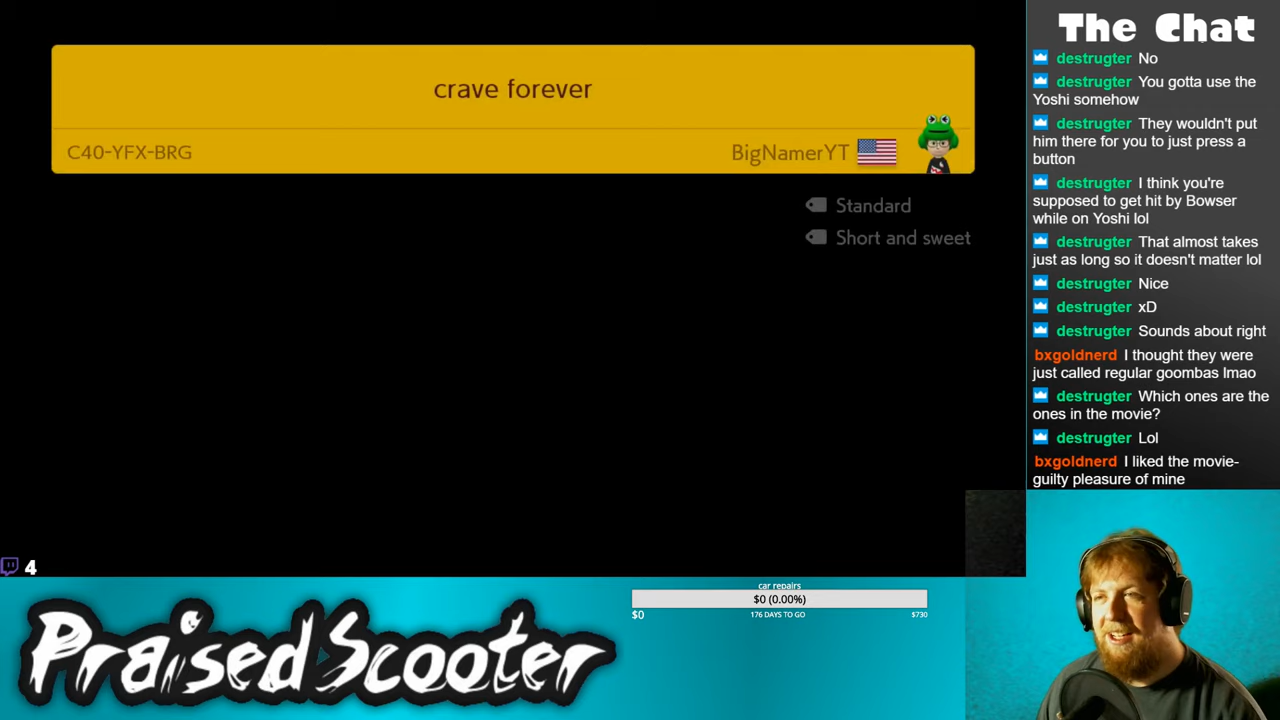 crave forever
C40-YFX-BRG
BigNamerYT
Standard
Short and sweet
The Chat
destrugter No
destrugter You gotta use the
Yoshi somehow
destrugter They wouldn't put
him there for you to just press a
button
destrugter I think you're
supposed to get hit by Bowser
while on Yoshi lol
destrugter That almost takes
just as long so it doesn't matter lol
destrugter Nice
destrugter xD
destrugter Sounds about right
bxgoldnerd I thought they were
just called regular goombas lmao
destrugter Which ones are the
ones in the movie?
destrugter Lol
bxgoldnerd I liked the movie-
guilty pleasure of mine
4
car repairs
$0 (0.00%)
$0 176 DAYS TO GO $730
PraisedScooter